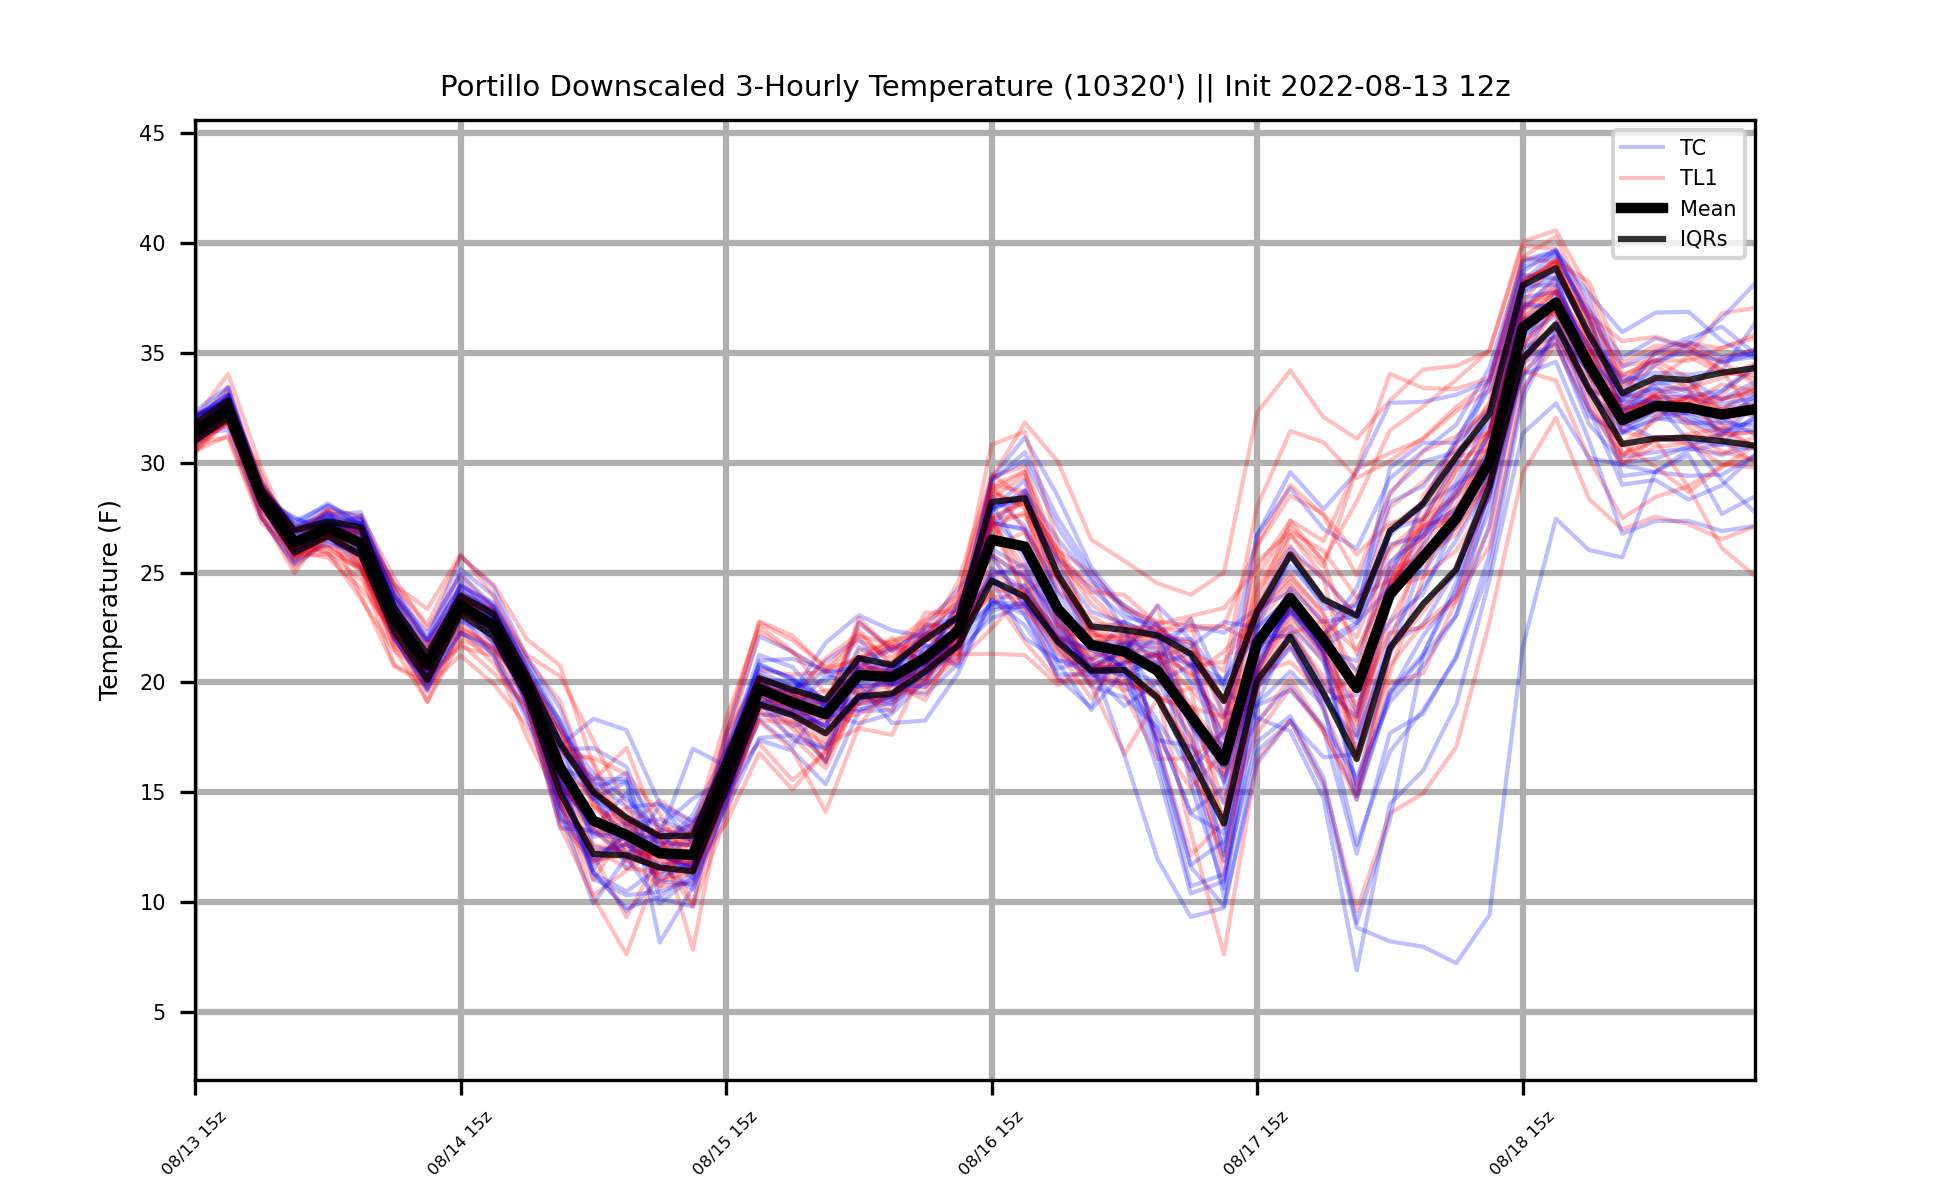 Portillo Downscaled 3-Hourly Temperature (10320') || Init 2022-08-13 12z
TC
TL1
Mean
IQRs
Temperature (F)
45
40
35
30
25
20
15
10
5
08/13 15z
08/14 15z
08/15 15z
08/16 15z
08/17 15z
08/18 15z